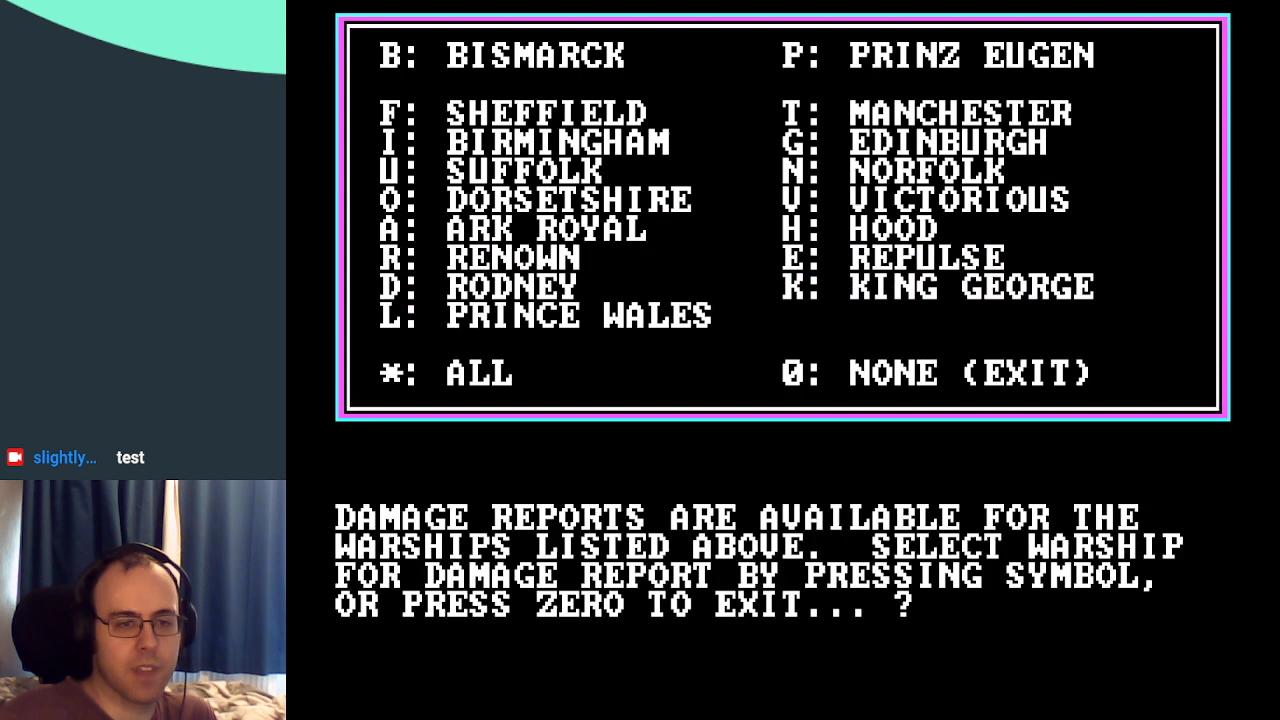 B: BISMARCK P: PRINZ EUGEN
F: SHEFFIELD T: MANCHESTER
I: BIRMINGHAM G: EDINBURGH
U: SUFFOLK N: NORFOLK
O: DORSETSHIRE V: VICTORIOUS
A: ARK ROYAL H: HOOD
R: RENOWN E: REPULSE
D: RODNEY K: KING GEORGE
L: PRINCE WALES
*: ALL 0: NONE (EXIT)
slightly... test
DAMAGE REPORTS ARE AVAILABLE FOR THE
WARSHIPS LISTED ABOVE. SELECT WARSHIP
FOR DAMAGE REPORT BY PRESSING SYMBOL,
OR PRESS ZERO TO EXIT... ?